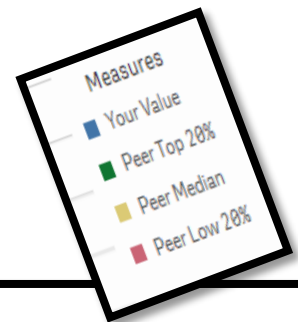 Measures
Your Value
Peer Top 20%
Peer Median
Peer Low 20%